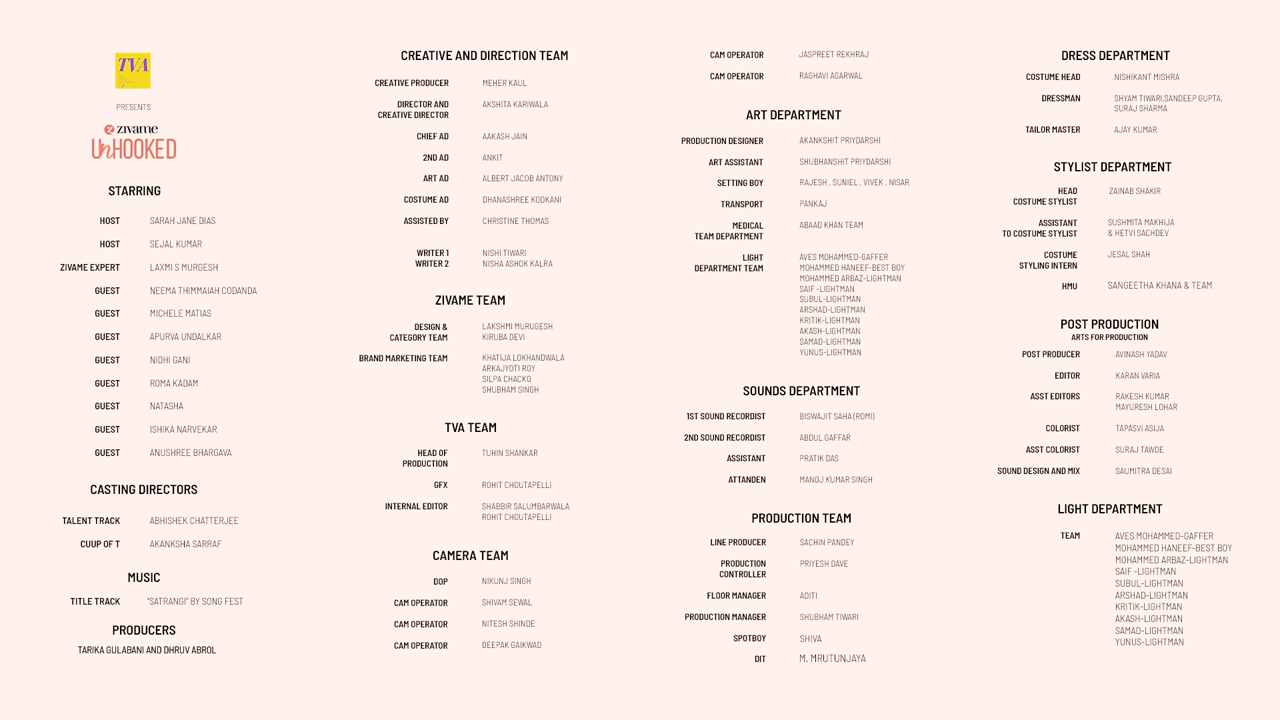 TVA
PRESENTS
zivame
UnHOOKED
STARRING
HOST SARAH JANE DIAS
HOST SEJAL KUMAR
ZIVAME EXPERT LAXMI S MURGESH
GUEST NEEMA THIMMAIAH CODANDA
GUEST MICHELE MATIAS
GUEST APURVA UNDALKAR
GUEST NIDHI GANI
GUEST ROMA KADAM
GUEST NATASHA
GUEST ISHIKA NARVEKAR
GUEST ANUSHREE BHARGAVA
CASTING DIRECTORS
TALENT TRACK ABHISHEK CHATTERJEE
CUUP OF T AKANKSHA SARRAF
MUSIC
TITLE TRACK "SATRANGI" BY SONG FEST
PRODUCERS
TARIKA GULABANI AND DHRUV ABROL
CREATIVE AND DIRECTION TEAM
CREATIVE PRODUCER MEHER KAUL
DIRECTOR AND AKSHITA KARIWALA
CREATIVE DIRECTOR
CHIEF AD AAKASH JAIN
2ND AD ANKIT
ART AD ALBERT JACOB ANTONY
COSTUME AD DHANASHREE KODKANI
ASSISTED BY CHRISTINE THOMAS
WRITER 1 NISHI TIWARI
WRITER 2 NISHA ASHOK KALRA
ZIVAME TEAM
DESIGN & LAKSHMI MURUGESH
CATEGORY TEAM KIRUBA DEVI
BRAND MARKETING TEAM KHATIJA LOKHANDWALA
ARKAJYOTI ROY
SILPA CHACKO
SHUBHAM SINGH
TVA TEAM
HEAD OF TUHIN SHANKAR
PRODUCTION
GFX ROHIT CHOUTAPELLI
INTERNAL EDITOR SHABBIR SALUMBARWALA
ROHIT CHOUTAPELLI
CAMERA TEAM
DOP NIKUNJ SINGH
CAM OPERATOR SHIVAM SEWAL
CAM OPERATOR NITESH SHINDE
CAM OPERATOR DEEPAK GAIKWAD
CAM OPERATOR JASPREET REKHRAJ
CAM OPERATOR RAGHAVI AGARWAL
ART DEPARTMENT
PRODUCTION DESIGNER AKANKSHIT PRIYDARSHI
ART ASSISTANT SHUBHANSHIT PRIYDARSHI
SETTING BOY RAJESH , SUNIEL , VIVEK , NISAR
TRANSPORT PANKAJ
MEDICAL ABAAD KHAN TEAM
TEAM DEPARTMENT
LIGHT AVES MOHAMMED-GAFFER
DEPARTMENT TEAM MOHAMMED HANEEF-BEST BOY
MOHAMMED ARBAZ-LIGHTMAN
SAIF -LIGHTMAN
SUBUL-LIGHTMAN
ARSHAD-LIGHTMAN
KRITIK-LIGHTMAN
AKASH-LIGHTMAN
SAMAD-LIGHTMAN
YUNUS-LIGHTMAN
SOUNDS DEPARTMENT
1ST SOUND RECORDIST BISWAJIT SAHA (ROMI)
2ND SOUND RECORDIST ABDUL GAFFAR
ASSISTANT PRATIK DAS
ATTANDEN MANOJ KUMAR SINGH
PRODUCTION TEAM
LINE PRODUCER SACHIN PANDEY
PRODUCTION PRIYESH DAVE
CONTROLLER
FLOOR MANAGER ADITI
PRODUCTION MANAGER SHUBHAM TIWARI
SPOTBOY SHIVA
DIT M. MRUTUNJAYA
DRESS DEPARTMENT
COSTUME HEAD NISHIKANT MISHRA
DRESSMAN SHYAM TIWARI,SANDEEP GUPTA,
SURAJ SHARMA
TAILOR MASTER AJAY KUMAR
STYLIST DEPARTMENT
HEAD ZAINAB SHAKIR
COSTUME STYLIST
ASSISTANT SUSHMITA MAKHIJA
TO COSTUME STYLIST & HETVI SACHDEV
COSTUME JESAL SHAH
STYLING INTERN
HMU SANGEETHA KHANA & TEAM
POST PRODUCTION
ARTS FOR PRODUCTION
POST PRODUCER AVINASH YADAV
EDITOR KARAN VARIA
ASST EDITORS RAKESH KUMAR
MAYURESH LOHAR
COLORIST TAPASVI ASIJA
ASST COLORIST SURAJ TAWDE
SOUND DESIGN AND MIX SAUMITRA DESAI
LIGHT DEPARTMENT
TEAM AVES MOHAMMED-GAFFER
MOHAMMED HANEEF-BEST BOY
MOHAMMED ARBAZ-LIGHTMAN
SAIF -LIGHTMAN
SUBUL-LIGHTMAN
ARSHAD-LIGHTMAN
KRITIK-LIGHTMAN
AKASH-LIGHTMAN
SAMAD-LIGHTMAN
YUNUS-LIGHTMAN